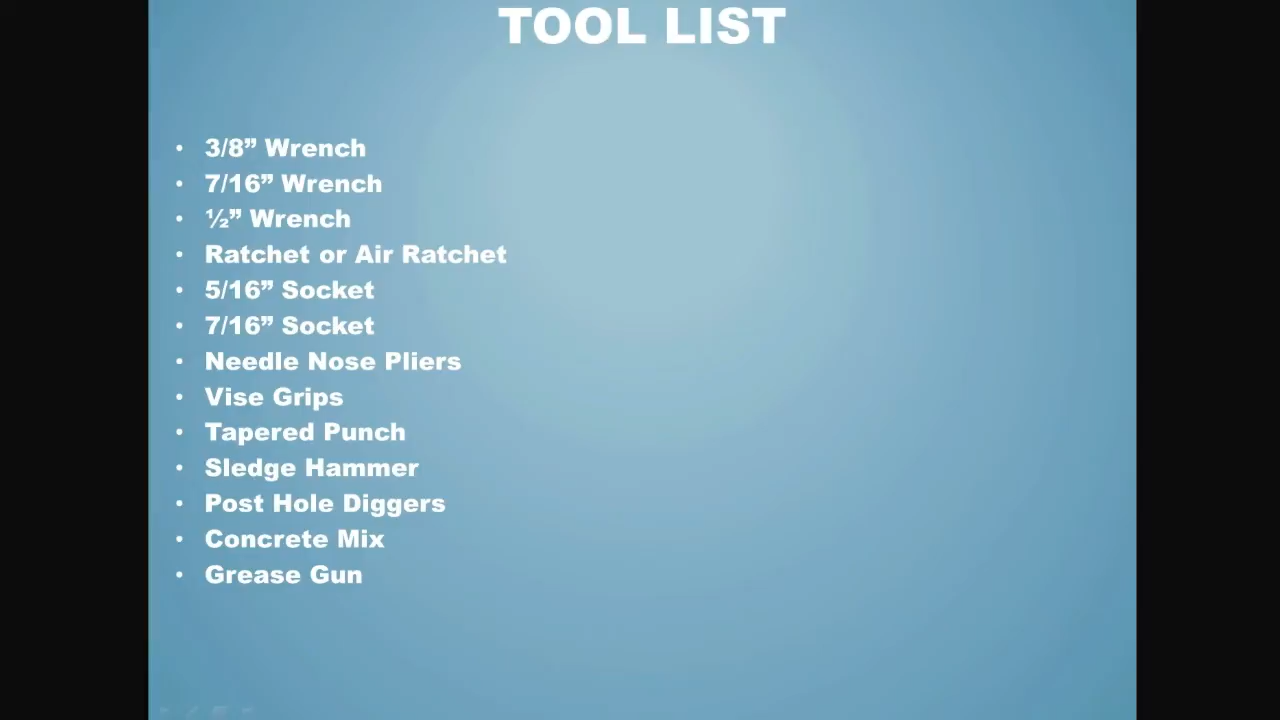 TOOL LIST
• 3/8” Wrench
• 7/16” Wrench
• ½” Wrench
• Ratchet or Air Ratchet
• 5/16” Socket
• 7/16” Socket
• Needle Nose Pliers
• Vise Grips
• Tapered Punch
• Sledge Hammer
• Post Hole Diggers
• Concrete Mix
• Grease Gun